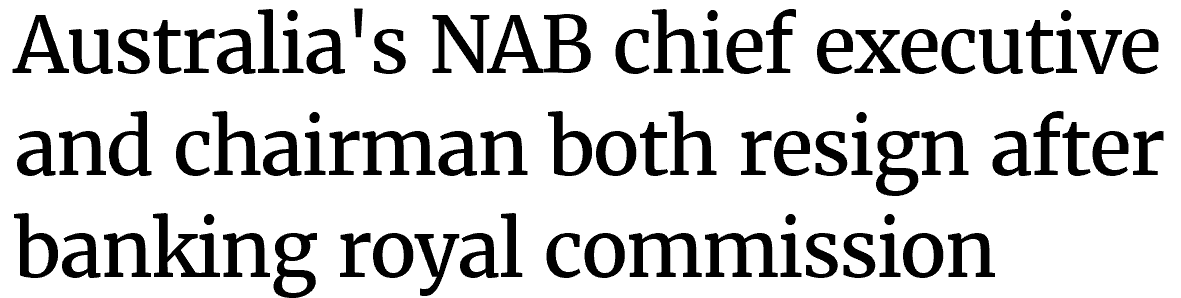 Australia's NAB chief executive
and chairman both resign after
banking royal commission